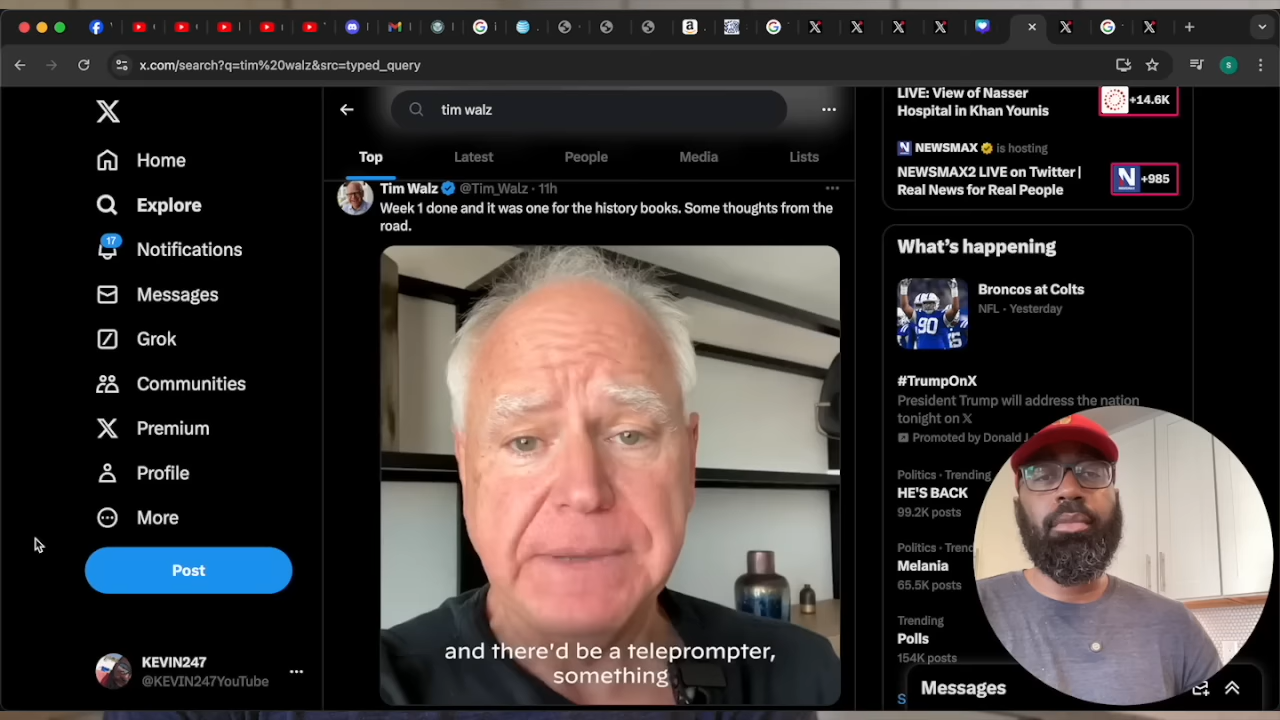 x.com/search?q=tim%20walz&src=typed_query
Home
Explore
17
Notifications
Messages
Grok
Communities
Premium
Profile
More
Post
KEVIN247
@KEVIN247YouTube
tim walz
Top
Latest
People
Media
Lists
Tim Walz @Tim_Walz · 11h
Week 1 done and it was one for the history books. Some thoughts from the
road.
and there'd be a teleprompter,
something
LIVE: View of Nasser
Hospital in Khan Younis
+14.6K
NEWSMAX is hosting
NEWSMAX2 LIVE on Twitter |
Real News for Real People
+985
What's happening
Broncos at Colts
NFL · Yesterday
#TrumpOnX
President Trump will address the nation
tonight on X
Promoted by Donald J.
Politics · Trending
HE'S BACK
99.2K posts
Politics ·
Melania
65.5K posts
Trending
Polls
154K posts
Messages